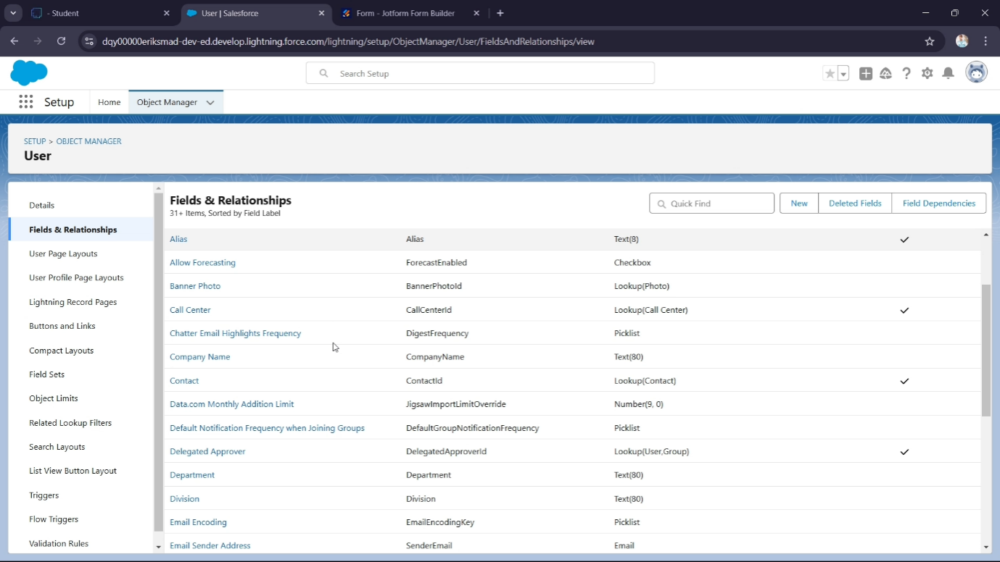 - Student
User | Salesforce
Form - Jotform Form Builder
dqy00000eriksmad-dev-ed.develop.lightning.force.com/lightning/setup/ObjectManager/User/FieldsAndRelationships/view
Search Setup
Setup
Home
Object Manager
SETUP > OBJECT MANAGER
User
Details
Fields & Relationships
User Page Layouts
User Profile Page Layouts
Lightning Record Pages
Buttons and Links
Compact Layouts
Field Sets
Object Limits
Related Lookup Filters
Search Layouts
List View Button Layout
Triggers
Flow Triggers
Validation Rules
Fields & Relationships
31+ Items, Sorted by Field Label
Quick Find
New
Deleted Fields
Field Dependencies
Alias Alias Text(8)
Allow Forecasting ForecastEnabled Checkbox
Banner Photo BannerPhotoId Lookup(Photo)
Call Center CallCenterId Lookup(Call Center)
Chatter Email Highlights Frequency DigestFrequency Picklist
Company Name CompanyName Text(80)
Contact ContactId Lookup(Contact)
Data.com Monthly Addition Limit JigsawImportLimitOverride Number(9, 0)
Default Notification Frequency when Joining Groups DefaultGroupNotificationFrequency Picklist
Delegated Approver DelegatedApproverId Lookup(User,Group)
Department Department Text(80)
Division Division Text(80)
Email Encoding EmailEncodingKey Picklist
Email Sender Address SenderEmail Email